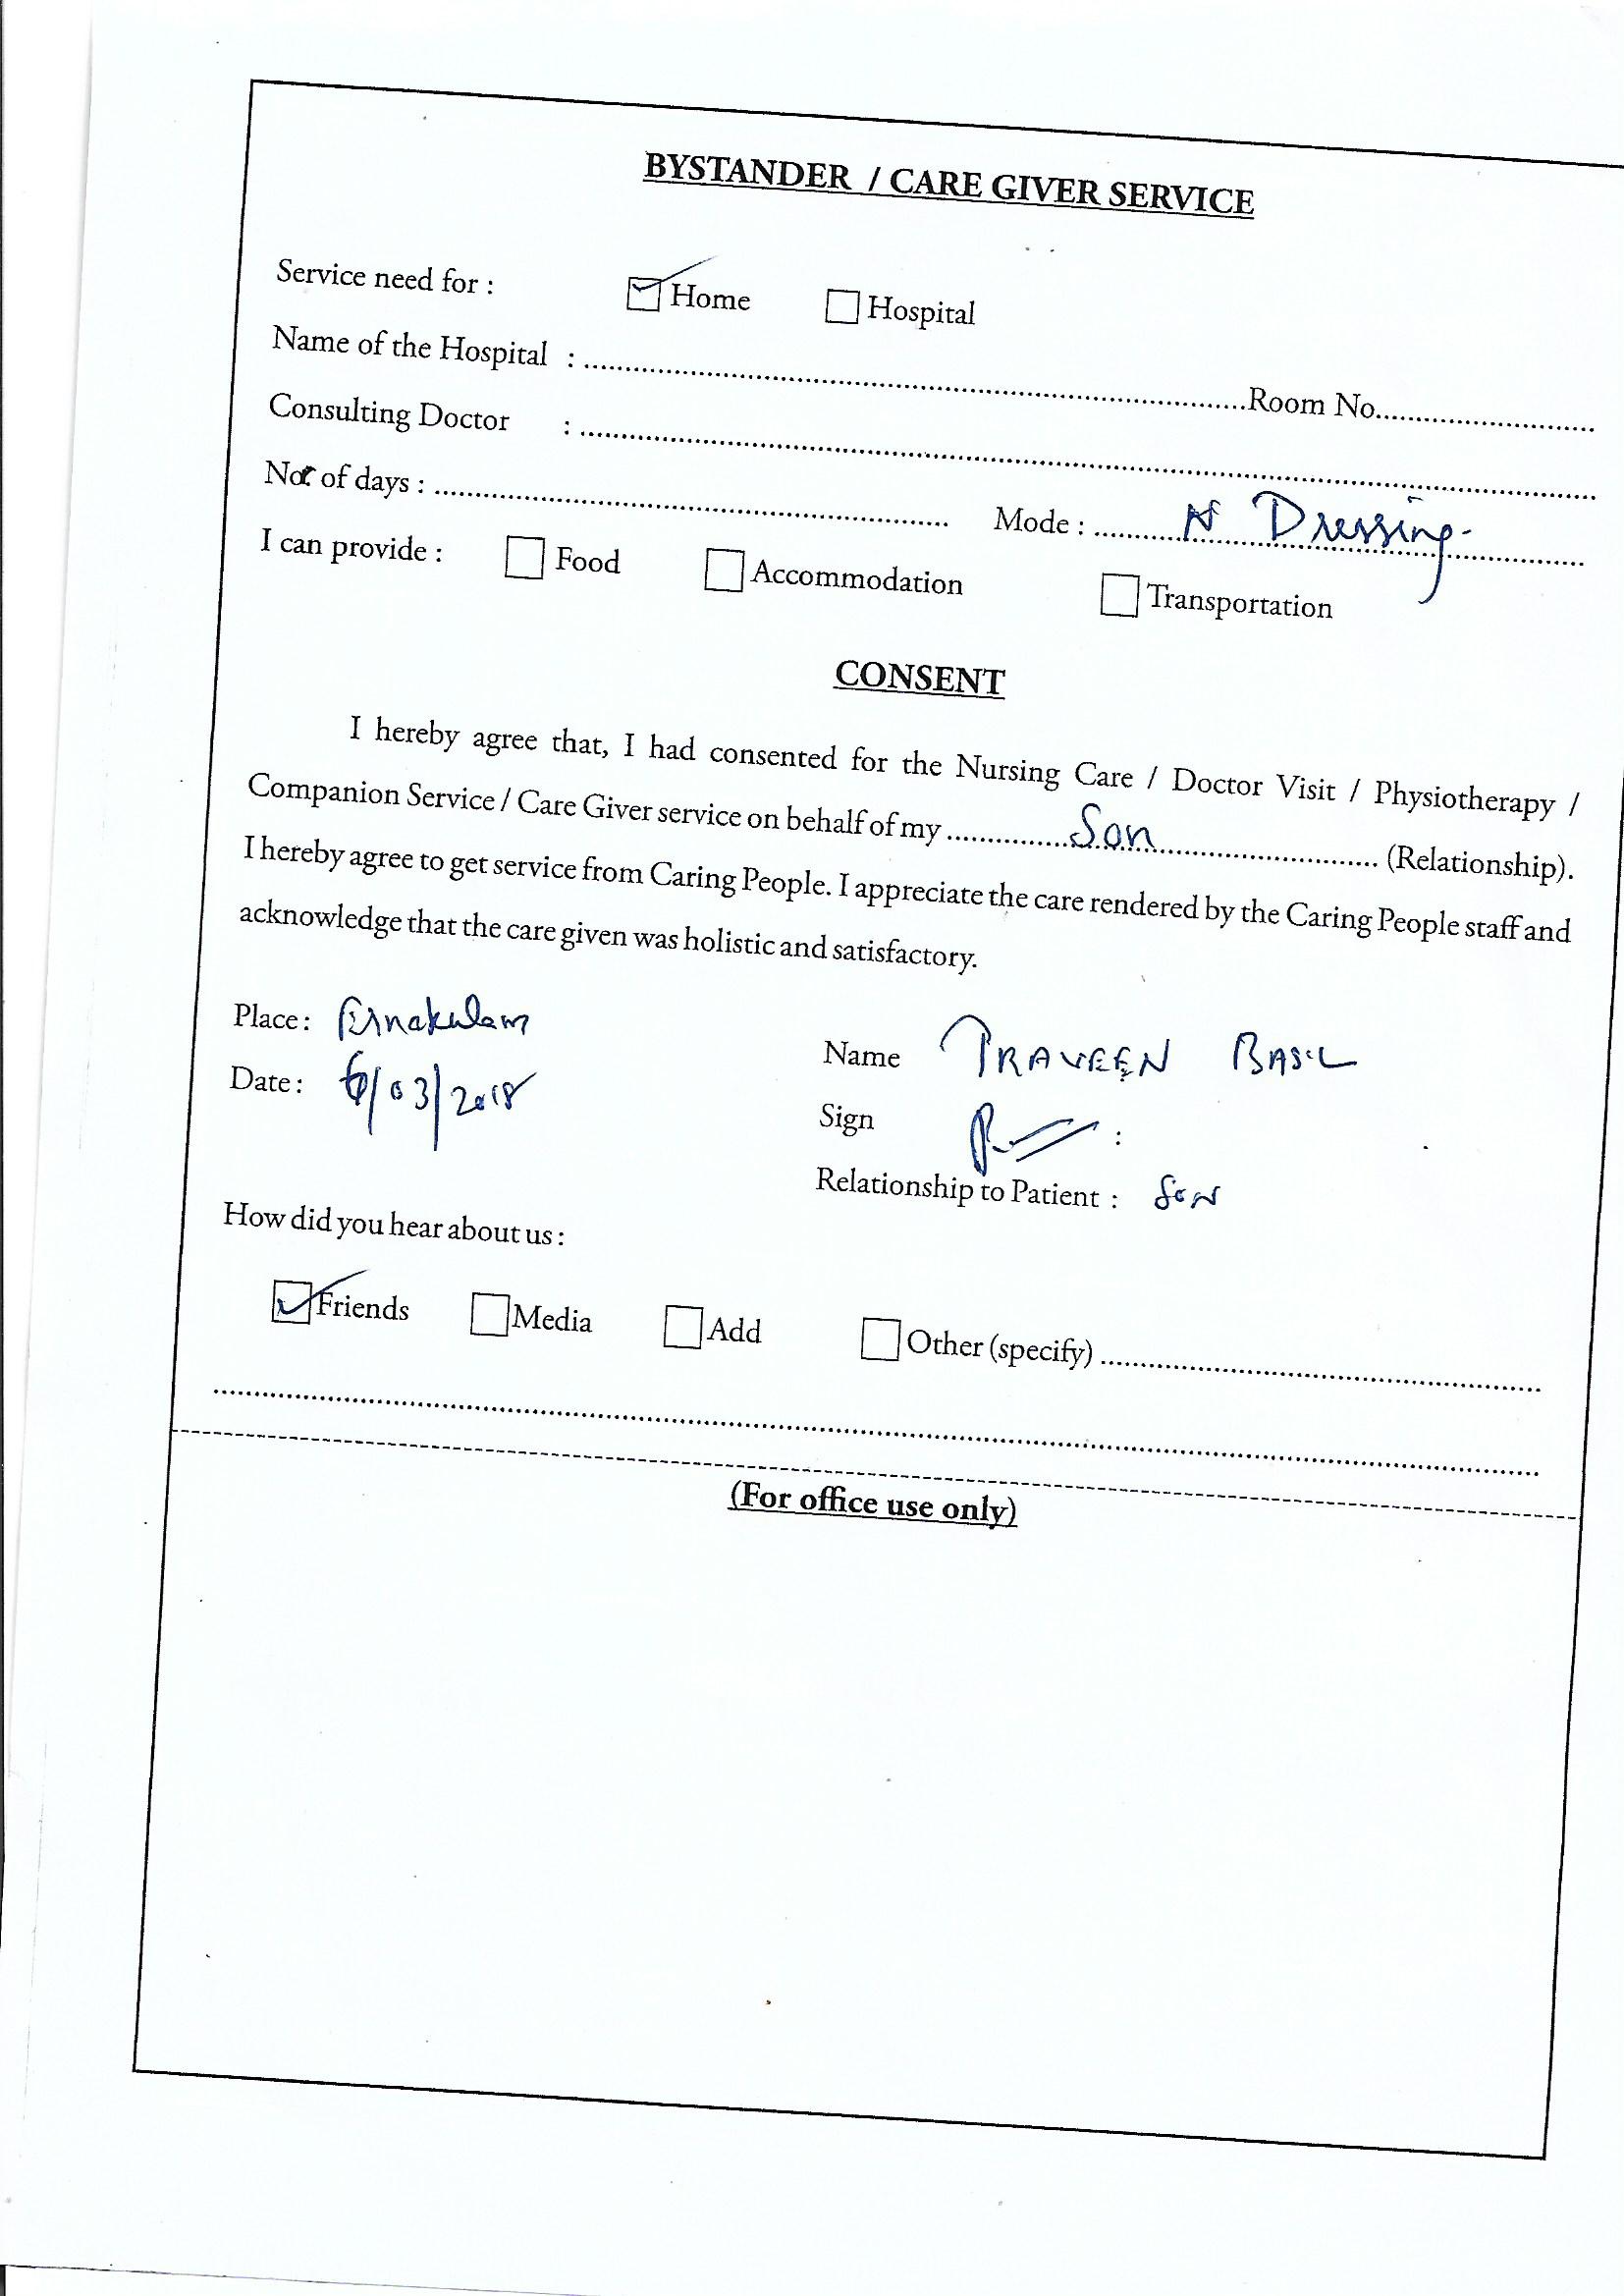 BYSTANDER / CARE GIVER SERVICE
Service need for : Home Hospital
Name of the Hospital : ............................................................Room No............................
Consulting Doctor : ............................................................................................
No of days : ............................................................ Mode : .......... Dressing
I can provide : Food Accommodation Transportation
CONSENT
I hereby agree that, I had consented for the Nursing Care / Doctor Visit / Physiotherapy /
Companion Service / Care Giver service on behalf of my ...............Son........................... (Relationship).
I hereby agree to get service from Caring People. I appreciate the care rendered by the Caring People staff and
acknowledge that the care given was holistic and satisfactory.
Place : Ernakulam
Name PRAVEEN BASIL
Date : /03/2018
Sign :
Relationship to Patient : SON
How did you hear about us :
Friends Media Add Other (specify) ............................................................
............................................................................................................
(For office use only)